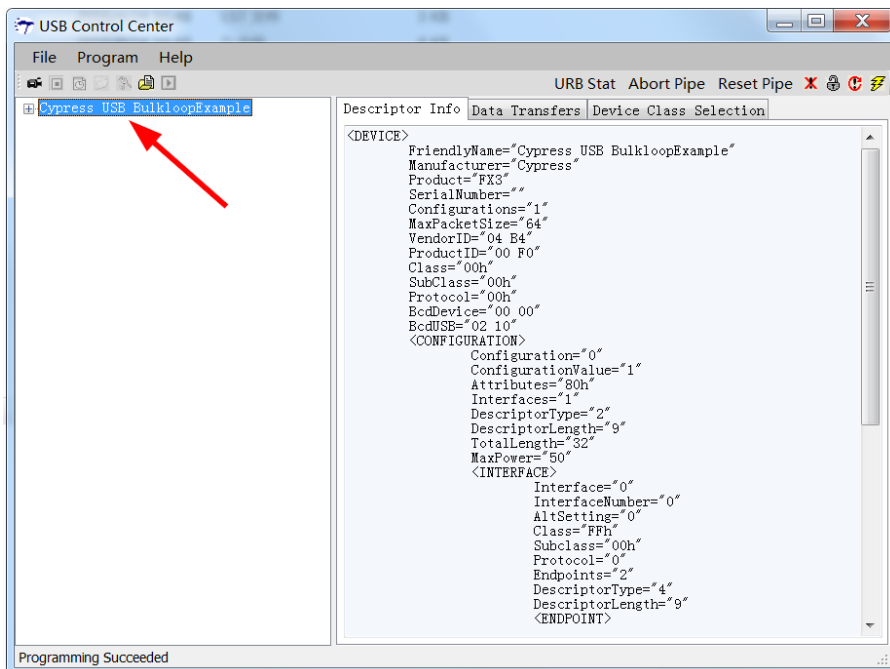 USB Control Center
File Program Help
URB Stat Abort Pipe Reset Pipe
Cypress USB BulkloopExample
Descriptor Info Data Transfers Device Class Selection
<DEVICE>
FriendlyName="Cypress USB BulkloopExample"
Manufacturer="Cypress"
Product="FX3"
SerialNumber=""
Configurations="1"
MaxPacketSize="64"
VendorID="04 B4"
ProductID="00 F0"
Class="00h"
SubClass="00h"
Protocol="00h"
BcdDevice="00 00"
BcdUSB="02 10"
<CONFIGURATION>
Configuration="0"
ConfigurationValue="1"
Attributes="80h"
Interfaces="1"
DescriptorType="2"
DescriptorLength="9"
TotalLength="32"
MaxPower="50"
<INTERFACE>
Interface="0"
InterfaceNumber="0"
AltSetting="0"
Class="FFh"
Subclass="00h"
Protocol="0"
Endpoints="2"
DescriptorType="4"
DescriptorLength="9"
<ENDPOINT>
Programming Succeeded